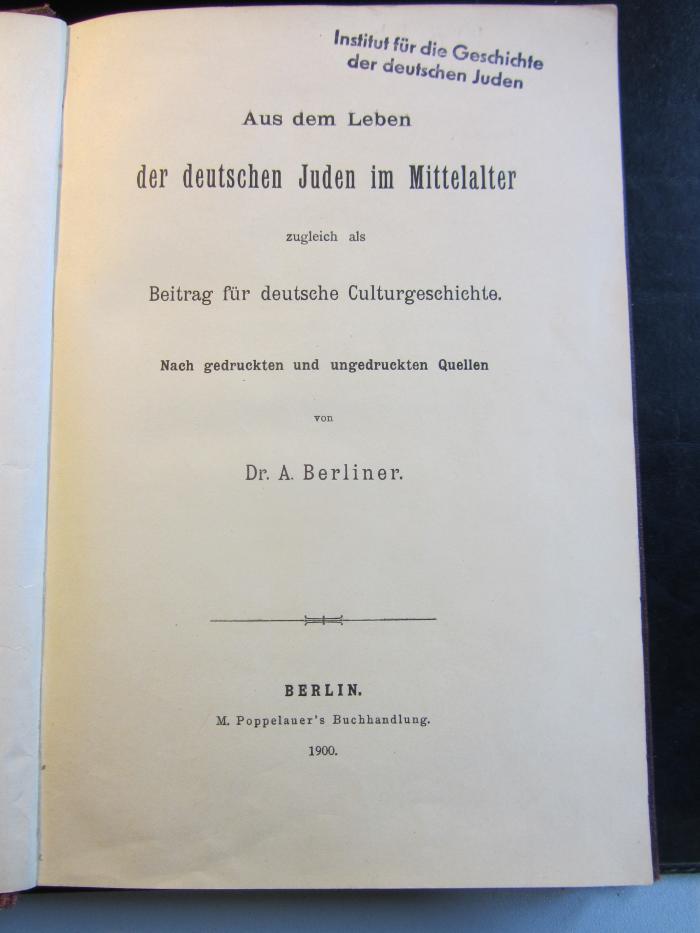 Institut für die Geschichte
der deutschen Juden
Aus dem Leben
der deutschen Juden im Mittelalter
zugleich als
Beitrag für deutsche Culturgeschichte.
Nach gedruckten und ungedruckten Quellen
von
Dr. A. Berliner.
BERLIN.
M. Poppelauer's Buchhandlung.
1900.